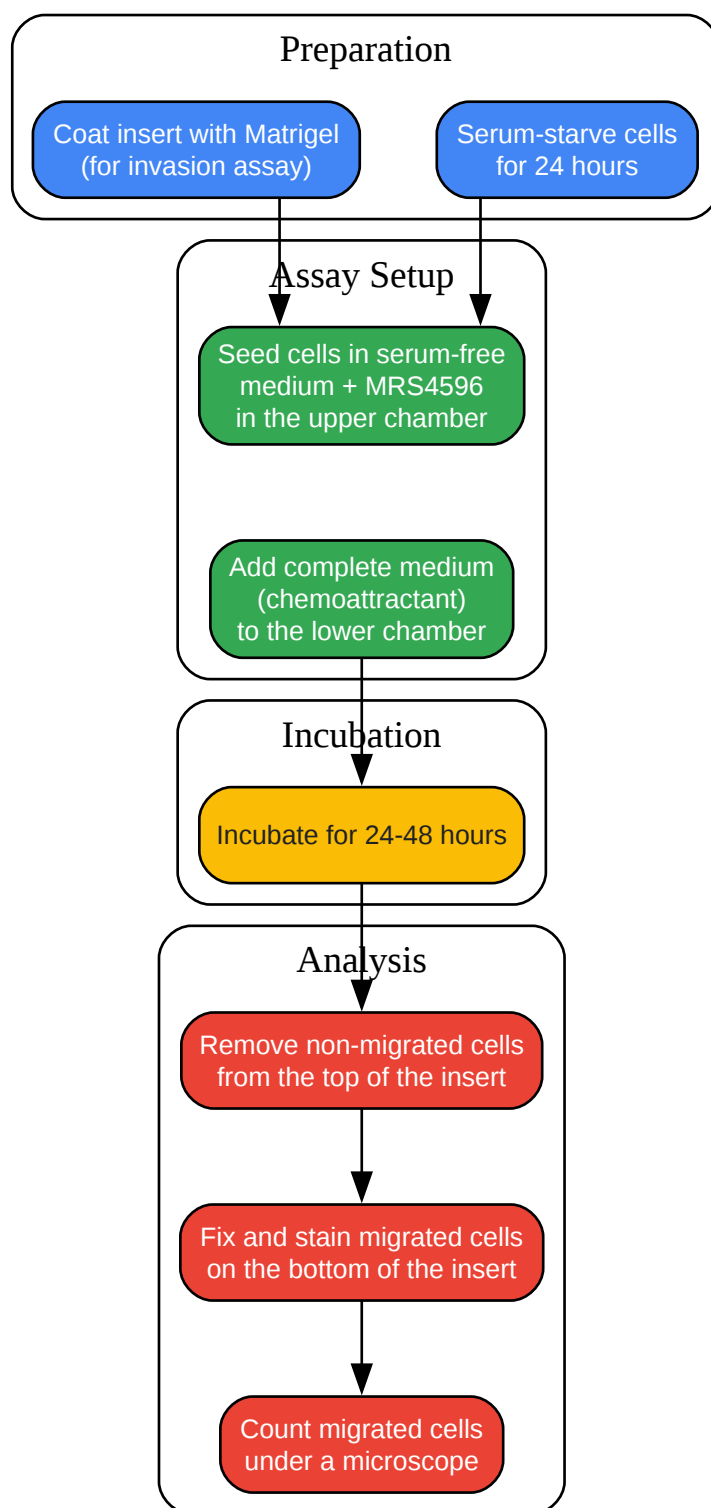 Preparation
Coat insert with Matrigel
(for invasion assay)
Serum-starve cells
for 24 hours
Assay Setup
Seed cells in serum-free
medium + MRS4596
in the upper chamber
Add complete medium
(chemoattractant)
to the lower chamber
Incubation
Incubate for 24-48 hours
Analysis
Remove non-migrated cells
from the top of the insert
Fix and stain migrated cells
on the bottom of the insert
Count migrated cells
under a microscope